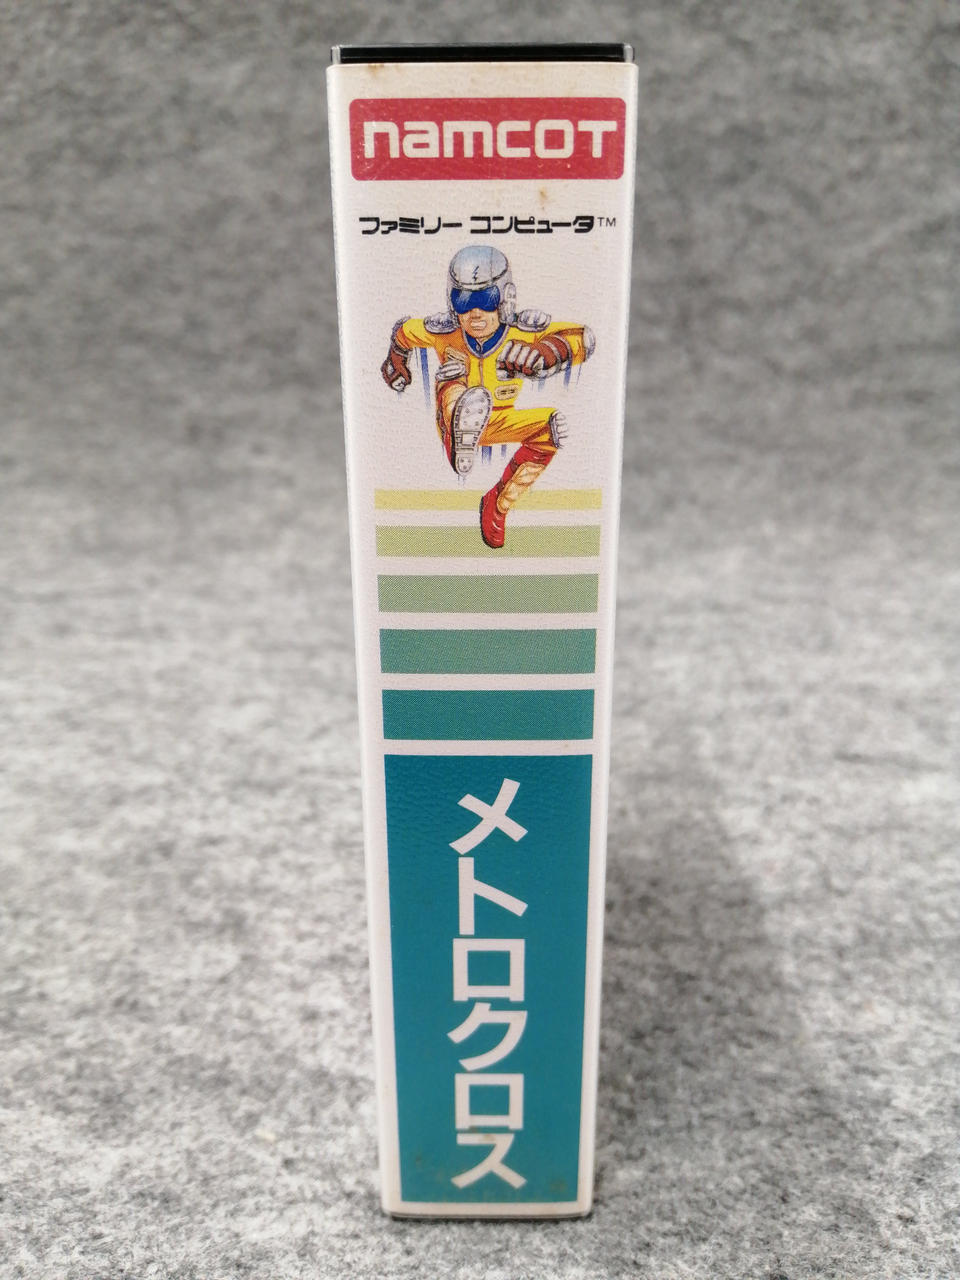 namcot
ファミリー コンピュータ™
メトロクロス